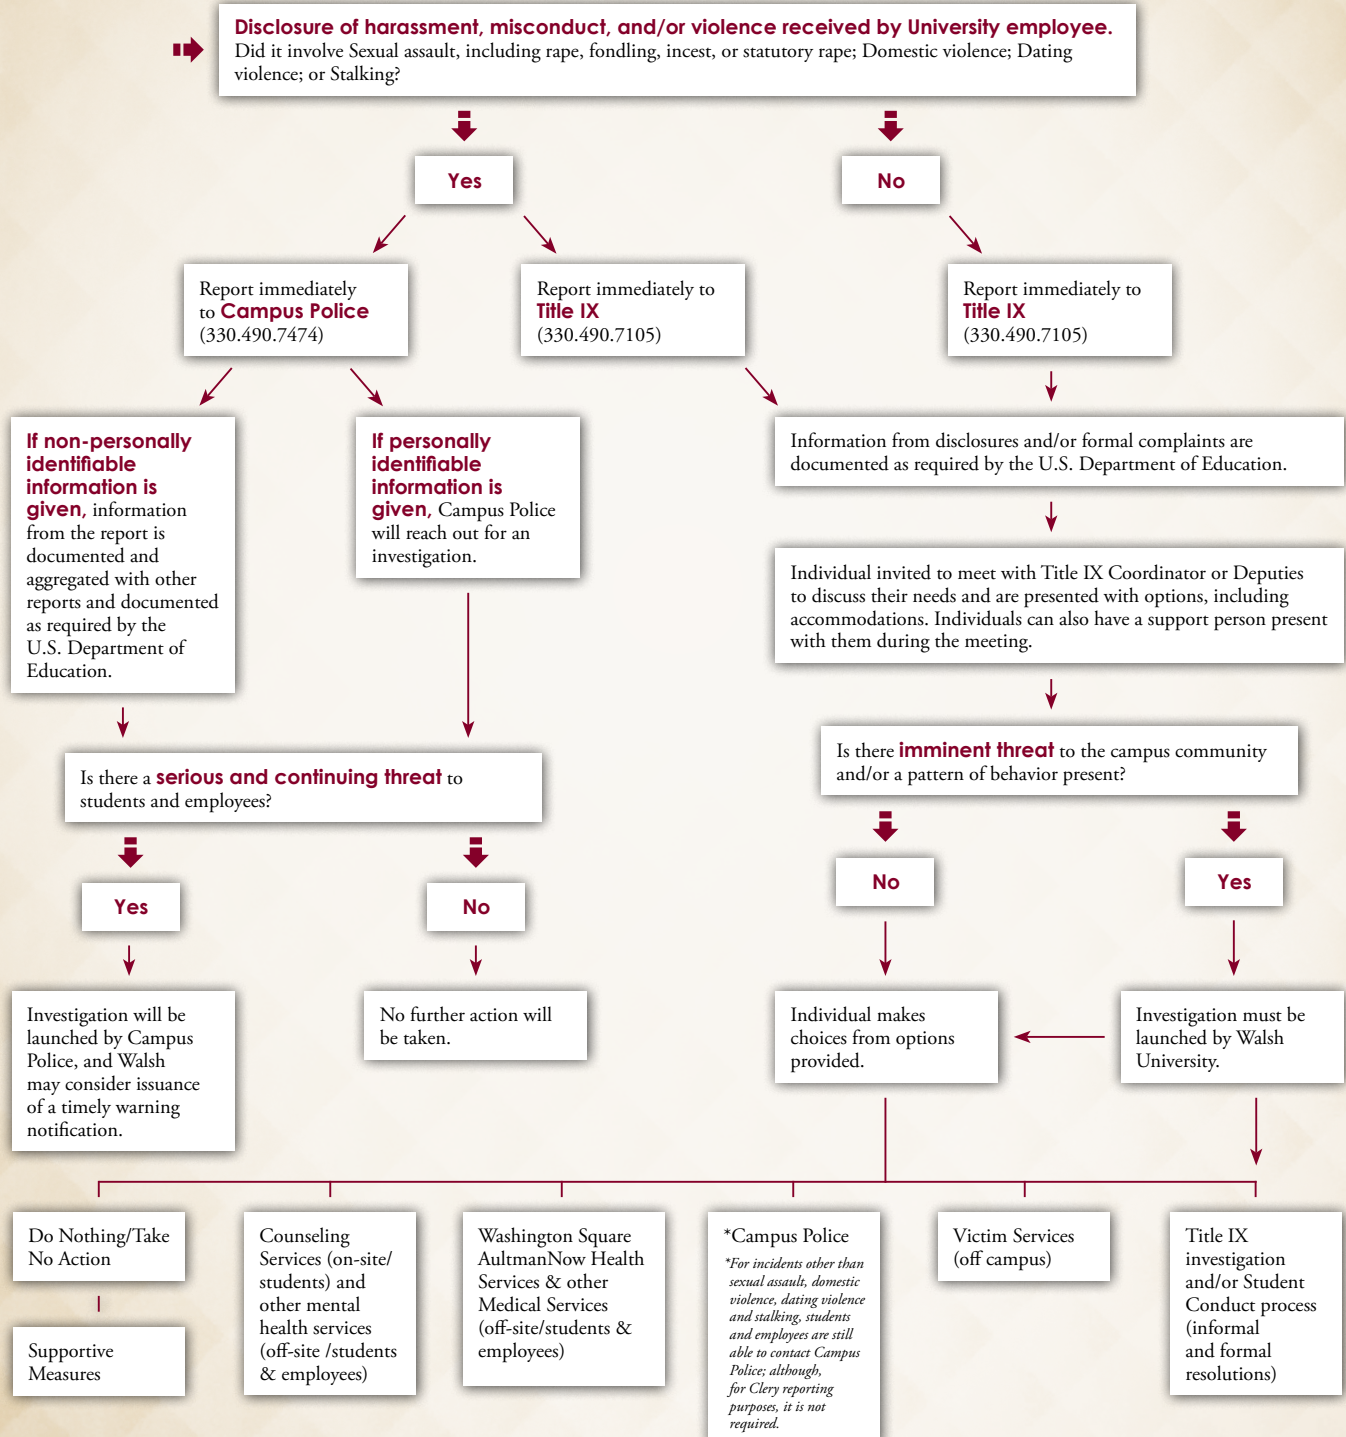 Disclosure of harassment, misconduct, and/or violence received by University employee.
Did it involve Sexual assault, including rape, fondling, incest, or statutory rape; Domestic violence; Dating
violence; or Stalking?
Yes
No
Report immediately
to Campus Police
(330.490.7474)
Report immediately to
Title IX
(330.490.7105)
Report immediately to
Title IX
(330.490.7105)
If non-personally
identifiable
information is
given, information
from the report is
documented and
aggregated with other
reports and documented
as required by the
U.S. Department of
Education.
If personally
identifiable
information is
given, Campus Police
will reach out for an
investigation.
Information from disclosures and/or formal complaints are
documented as required by the U.S. Department of Education.
Individual invited to meet with Title IX Coordinator or Deputies
to discuss their needs and are presented with options, including
accommodations. Individuals can also have a support person present
with them during the meeting.
Is there a serious and continuing threat to
students and employees?
Is there imminent threat to the campus community
and/or a pattern of behavior present?
Yes
No
No
Yes
Investigation will be
launched by Campus
Police, and Walsh
may consider issuance
of a timely warning
notification.
No further action will
be taken.
Individual makes
choices from options
provided.
Investigation must be
launched by Walsh
University.
Do Nothing/Take
No Action
Supportive
Measures
Counseling
Services (on-site/
students) and
other mental
health services
(off-site /students
& employees)
Washington Square
AultmanNow Health
Services & other
Medical Services
(off-site/students &
employees)
*Campus Police
*For incidents other than
sexual assault, domestic
violence, dating violence
and stalking, students
and employees are still
able to contact Campus
Police; although,
for Clery reporting
purposes, it is not
required.
Victim Services
(off campus)
Title IX
investigation
and/or Student
Conduct process
(informal
and formal
resolutions)